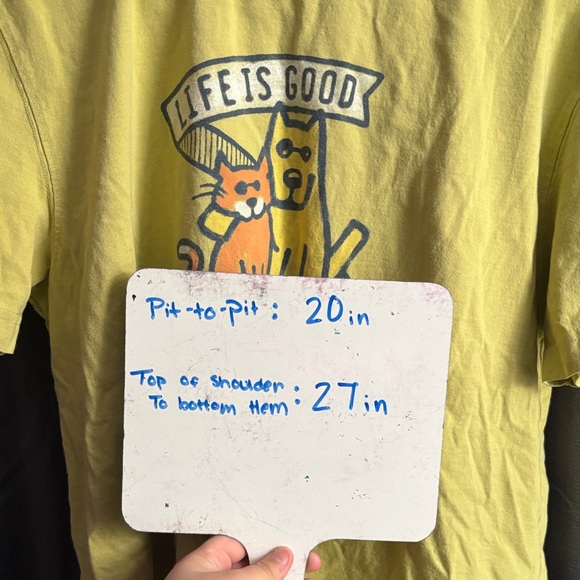 LIFE IS GOOD
Pit-to-pit: 20in
Top of shoulder
To bottom Hem: 27in